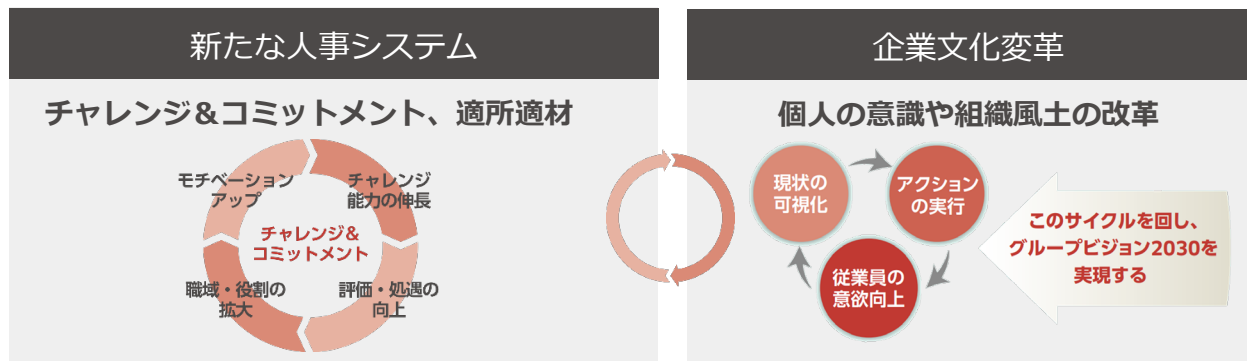 新たな人事システム
チャレンジ&コミットメント、適所適材
モチベーション
アップ
チャレンジ
能力の伸長
チャレンジ&
コミットメント
職域・役割の
拡大
評価・処遇の
向上
企業文化変革
個人の意識や組織風土の改革
現状の
可視化
アクション
の実行
従業員の
意欲向上
このサイクルを回し、
グループビジョン2030を
実現する